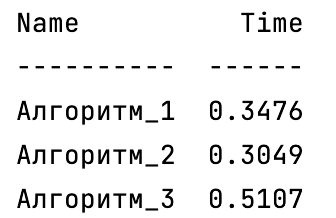 Name          Time
----------  ------
Алгоритм_1  0.3476
Алгоритм_2  0.3049
Алгоритм_3  0.5107